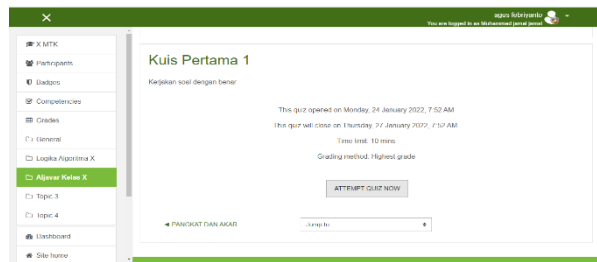 agus febriyanto
You are logged in as Mohammad jamal jamal
X MTK
Participants
Badges
Competencies
Grades
General
Logika Algoritma X
Aljavar Kelas X
Topic 3
Topic 4
Dashboard
Site home
Kuis Pertama 1
Kerjakan soal dengan benar
This quiz opened on Monday, 24 January 2022, 7:52 AM
This quiz will close on Thursday, 27 January 2022, 7:52 AM
Time limit: 10 mins
Grading method: Highest grade
ATTEMPT QUIZ NOW
◄ PANGKAT DAN AKAR
Jump to...